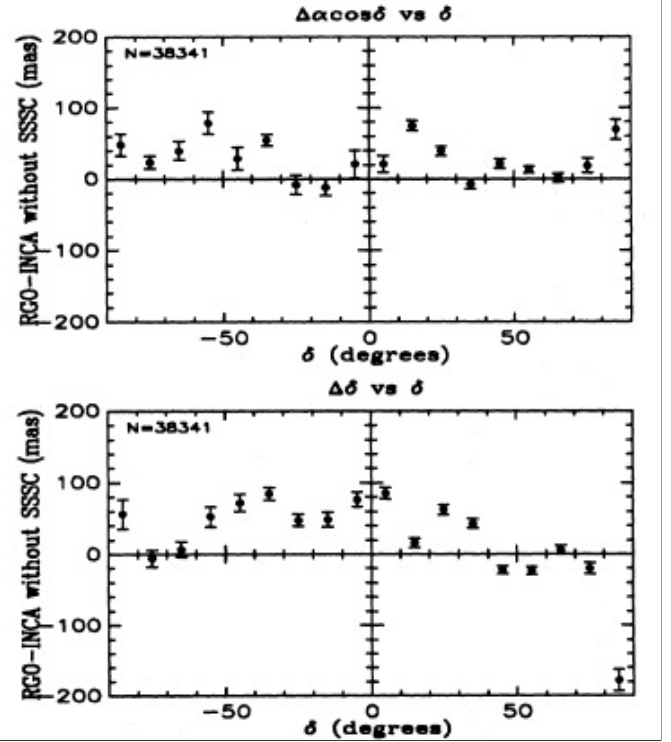 Δαcosδ vs δ
N=38341
RGO-INCA without SSSC (mas)
200
100
0
-100
-200
-50
0
50
δ (degrees)
Δδ vs δ
N=38341
RGO-INCA without SSSC (mas)
200
100
0
-100
-200
-50
0
50
δ (degrees)